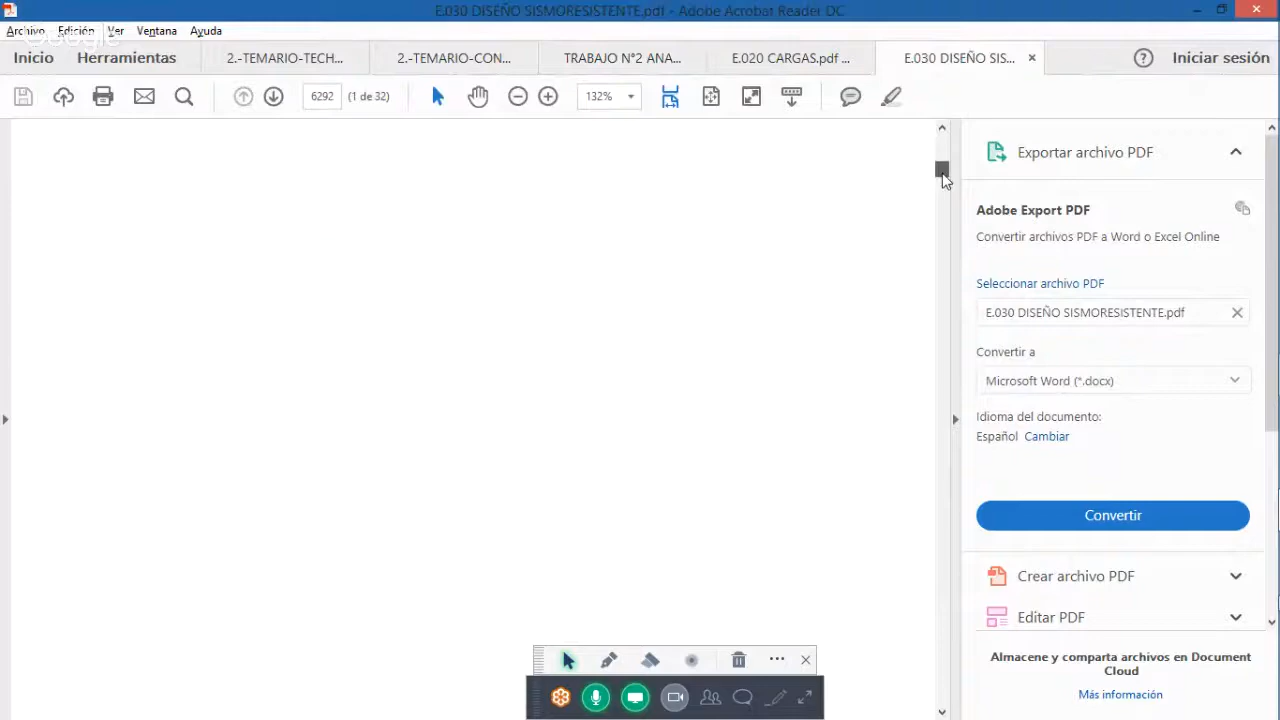 E.030 DISEÑO SISMORESISTENTE.pdf - Adobe Acrobat Reader DC
Archivo Edición Ver Ventana Ayuda
Google
Inicio Herramientas 2.-TEMARIO-TECH... 2.-TEMARIO-CON... TRABAJO N°2 ANA... E.020 CARGAS.pdf ... E.030 DISEÑO SIS... × Iniciar sesión
6292 (1 de 32) 132%
Exportar archivo PDF
Adobe Export PDF
Convertir archivos PDF a Word o Excel Online
Seleccionar archivo PDF
E.030 DISEÑO SISMORESISTENTE.pdf
Convertir a
Microsoft Word (*.docx)
Idioma del documento:
Español Cambiar
Convertir
Crear archivo PDF
Editar PDF
Almacene y comparta archivos en Document
Cloud
Más información